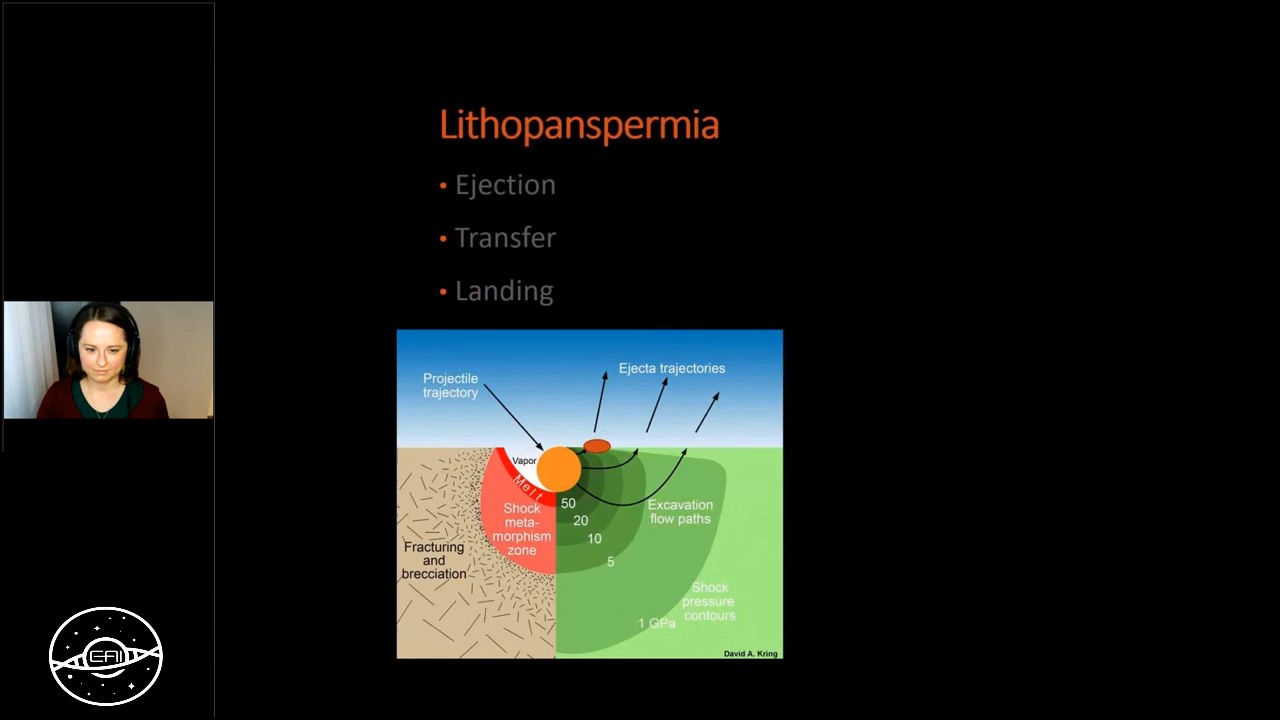 Lithopanspermia
• Ejection
• Transfer
• Landing
Projectile
trajectory
Ejecta trajectories
Vapor
Melt
50
Shock
meta-
morphism
zone
20
10
5
Excavation
flow paths
Fracturing
and
brecciation
Shock
pressure
contours
1 GPa
David A. Kring
EAI